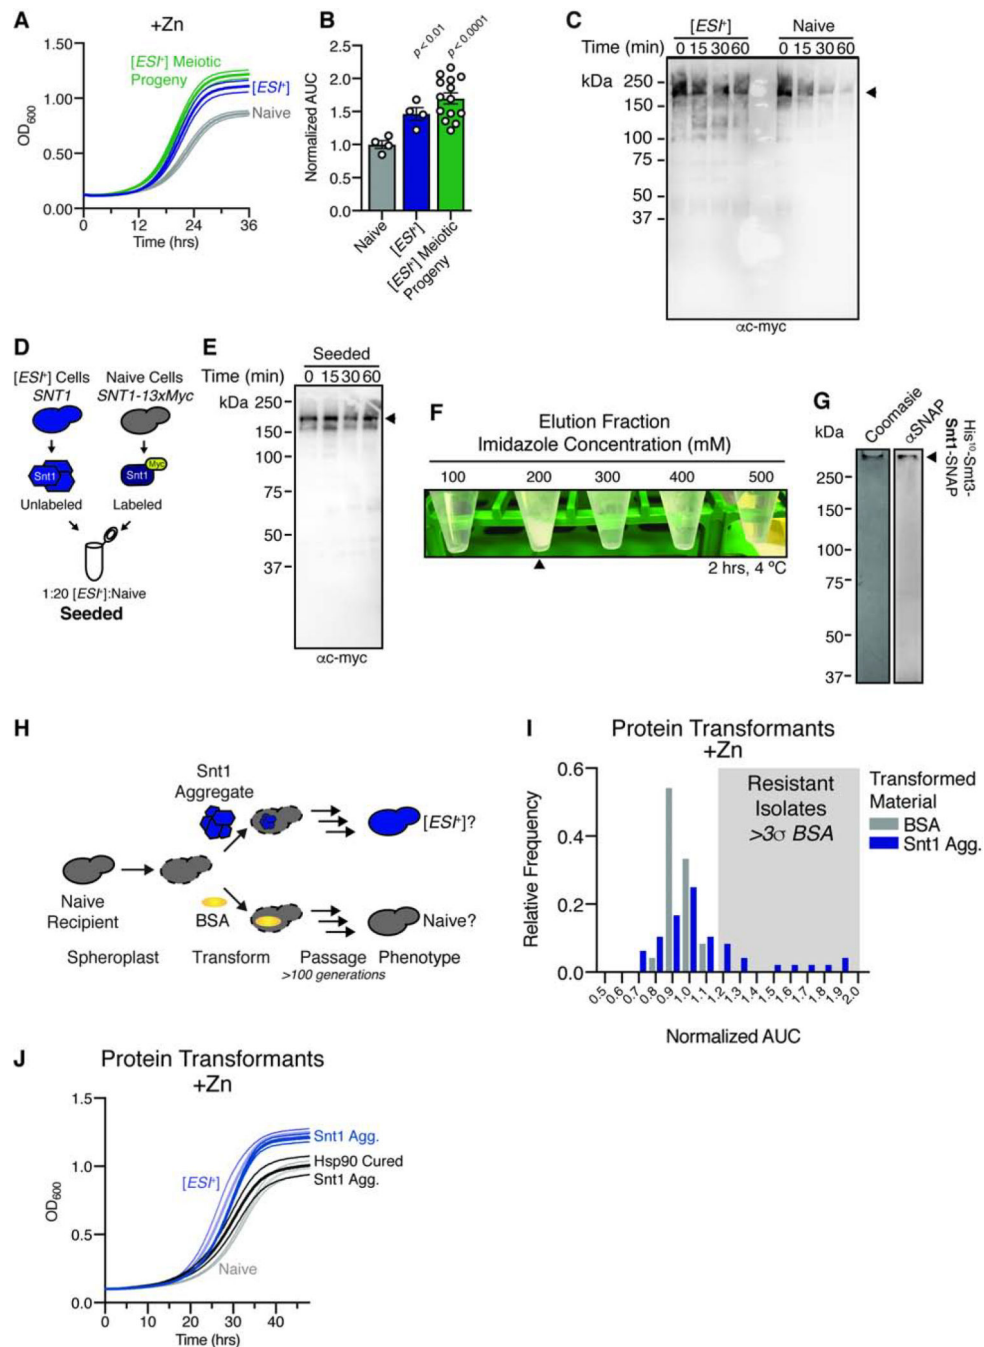 A
+Zn
1.50
1.00
0.50
0.00
OD600
0 12 24 36
Time (hrs)
[ESI+] Meiotic
Progeny
[ESI+]
Naive
B
p < 0.01
p < 0.0001
2.5
2.0
1.5
1.0
0.5
0.0
Normalized AUC
Naive
[ESI+]
[ESI+] Meiotic
Progeny
C
[ESI+] Naive
Time (min) 0 15 30 60 0 15 30 60
kDa 250
150
100
75
50
37
αc-myc
D
[ESI+] Cells
SNT1
Naive Cells
SNT1-13xMyc
Snt1
Snt1
Myc
Unlabeled
Labeled
1:20 [ESI+]:Naive
Seeded
E
Seeded
Time (min) 0 15 30 60
kDa 250
150
100
75
50
37
αc-myc
F
Elution Fraction
Imidazole Concentration (mM)
100 200 300 400 500
2 hrs, 4 ºC
G
kDa
Coomasie
αSNAP
His10-Smt3-
Snt1-SNAP
250
150
100
75
50
37
H
Snt1
Aggregate
[ESI+]?
Naive
Recipient
BSA
Naive?
Spheroplast Transform Passage Phenotype
>100 generations
I
Protein Transformants
+Zn
0.6
0.4
0.2
0.0
Relative Frequency
Resistant
Isolates
>3σ BSA
Transformed
Material
BSA
Snt1 Agg.
0.5 0.6 0.7 0.8 0.9 1.0 1.1 1.2 1.3 1.4 1.5 1.6 1.7 1.8 1.9 2.0
Normalized AUC
J
Protein Transformants
+Zn
1.5
1.0
0.5
0.0
OD600
0 10 20 30 40
Time (hrs)
[ESI+]
Snt1 Agg.
Hsp90 Cured
Snt1 Agg.
Naive